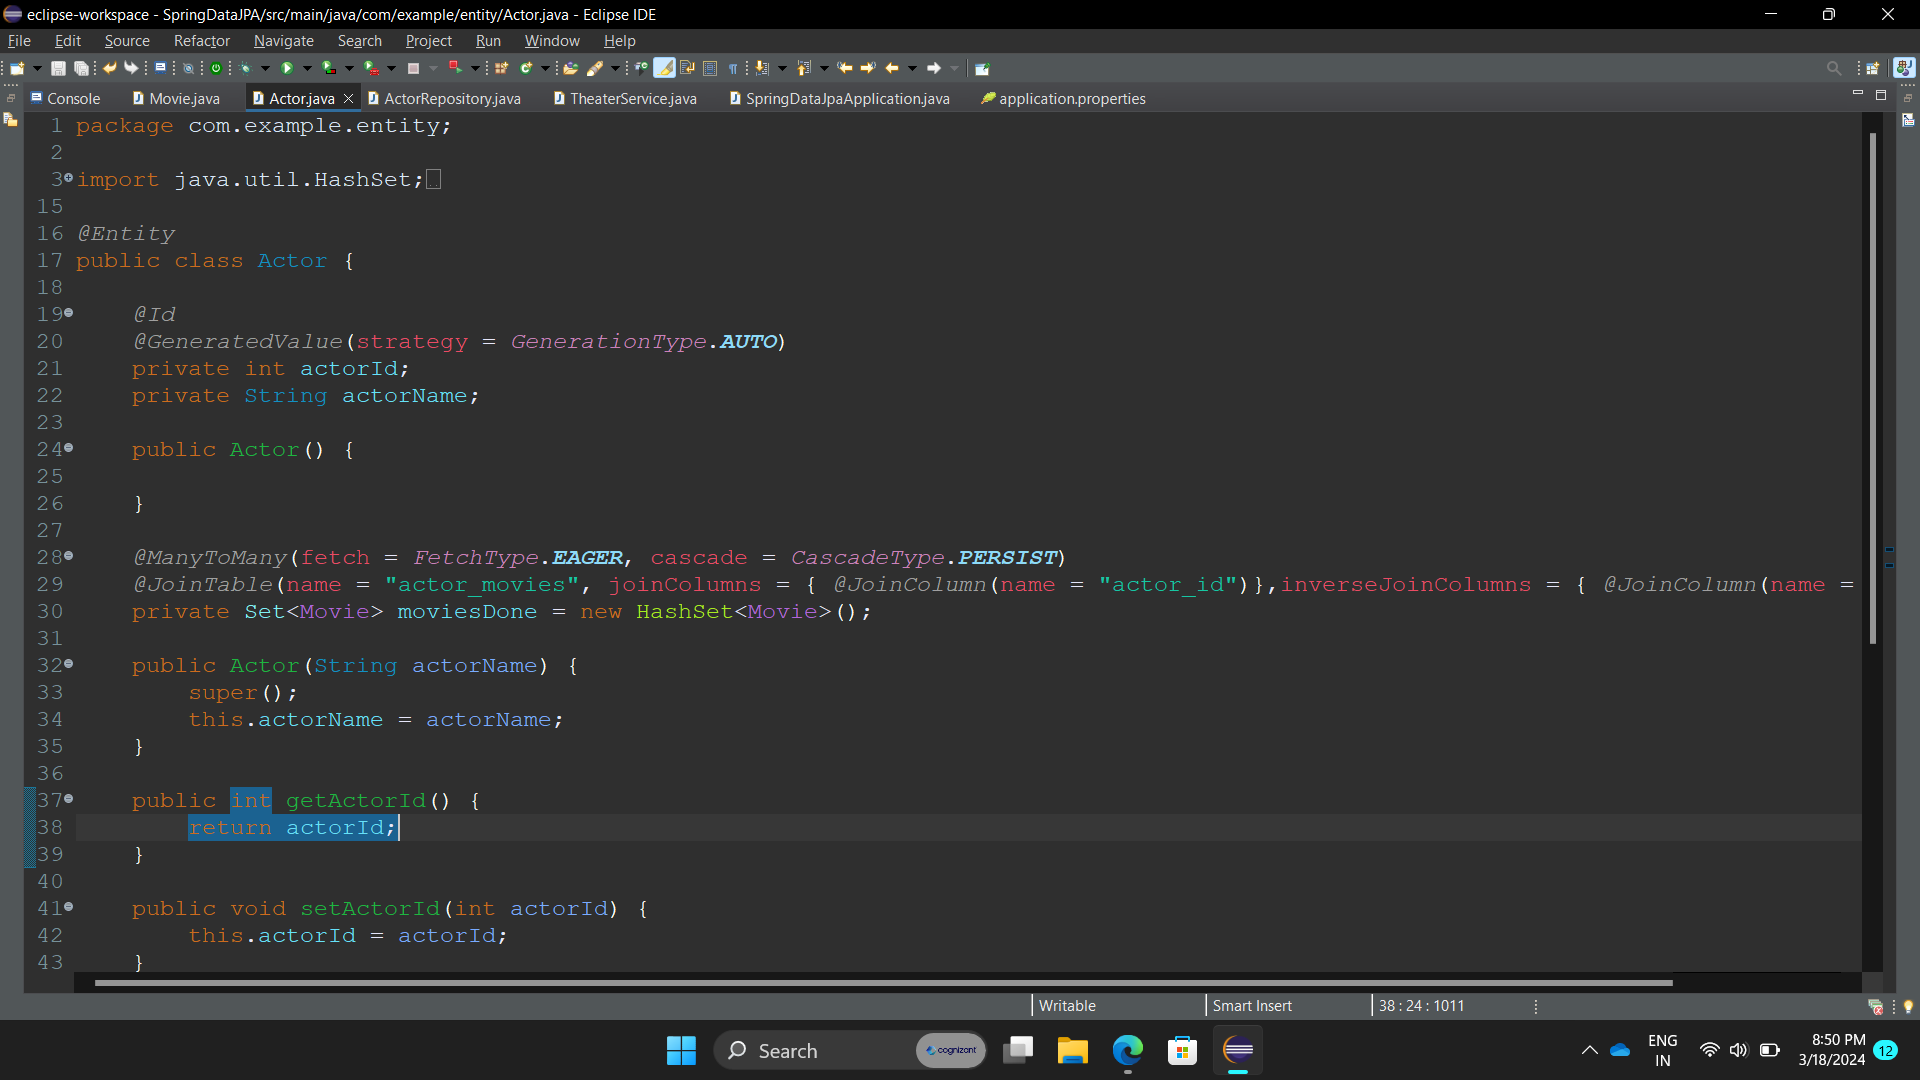 eclipse-workspace - SpringDataJPA/src/main/java/com/example/entity/Actor.java - Eclipse IDE
File Edit Source Refactor Navigate Search Project Run Window Help
Console Movie.java Actor.java ActorRepository.java TheaterService.java SpringDataJpaApplication.java application.properties
1 package com.example.entity;
2
3 import java.util.HashSet;
15
16 @Entity
17 public class Actor {
18
19 @Id
20 @GeneratedValue(strategy = GenerationType.AUTO)
21 private int actorId;
22 private String actorName;
23
24 public Actor() {
25
26 }
27
28 @ManyToMany(fetch = FetchType.EAGER, cascade = CascadeType.PERSIST)
29 @JoinTable(name = "actor_movies", joinColumns = { @JoinColumn(name = "actor_id")},inverseJoinColumns = { @JoinColumn(name =
30 private Set<Movie> moviesDone = new HashSet<Movie>();
31
32 public Actor(String actorName) {
33 super();
34 this.actorName = actorName;
35 }
36
37 public int getActorId() {
38 return actorId;
39 }
40
41 public void setActorId(int actorId) {
42 this.actorId = actorId;
43 }
Writable Smart Insert 38 : 24 : 1011
Search cognizant ENG 8:50 PM
IN 3/18/2024 12